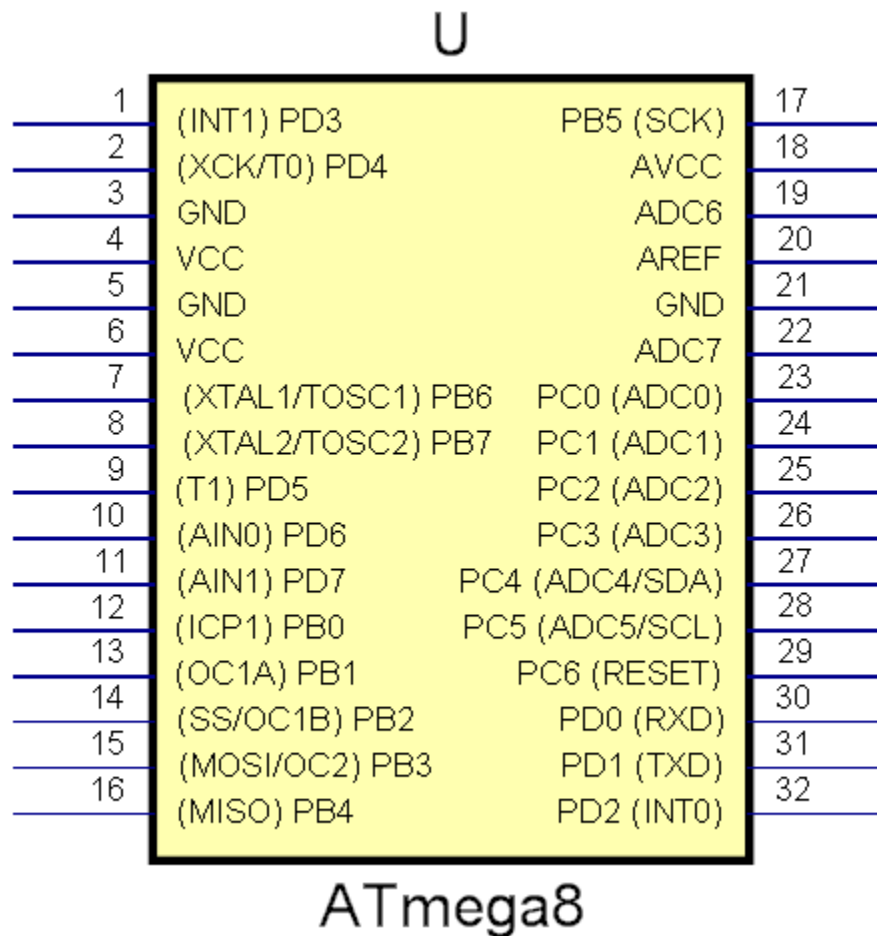 U
1 (INT1) PD3 PB5 (SCK) 17
2 (XCK/T0) PD4 AVCC 18
3 GND ADC6 19
4 VCC AREF 20
5 GND GND 21
6 VCC ADC7 22
7 (XTAL1/TOSC1) PB6 PC0 (ADC0) 23
8 (XTAL2/TOSC2) PB7 PC1 (ADC1) 24
9 (T1) PD5 PC2 (ADC2) 25
10 (AIN0) PD6 PC3 (ADC3) 26
11 (AIN1) PD7 PC4 (ADC4/SDA) 27
12 (ICP1) PB0 PC5 (ADC5/SCL) 28
13 (OC1A) PB1 PC6 (RESET) 29
14 (SS/OC1B) PB2 PD0 (RXD) 30
15 (MOSI/OC2) PB3 PD1 (TXD) 31
16 (MISO) PB4 PD2 (INT0) 32
ATmega8